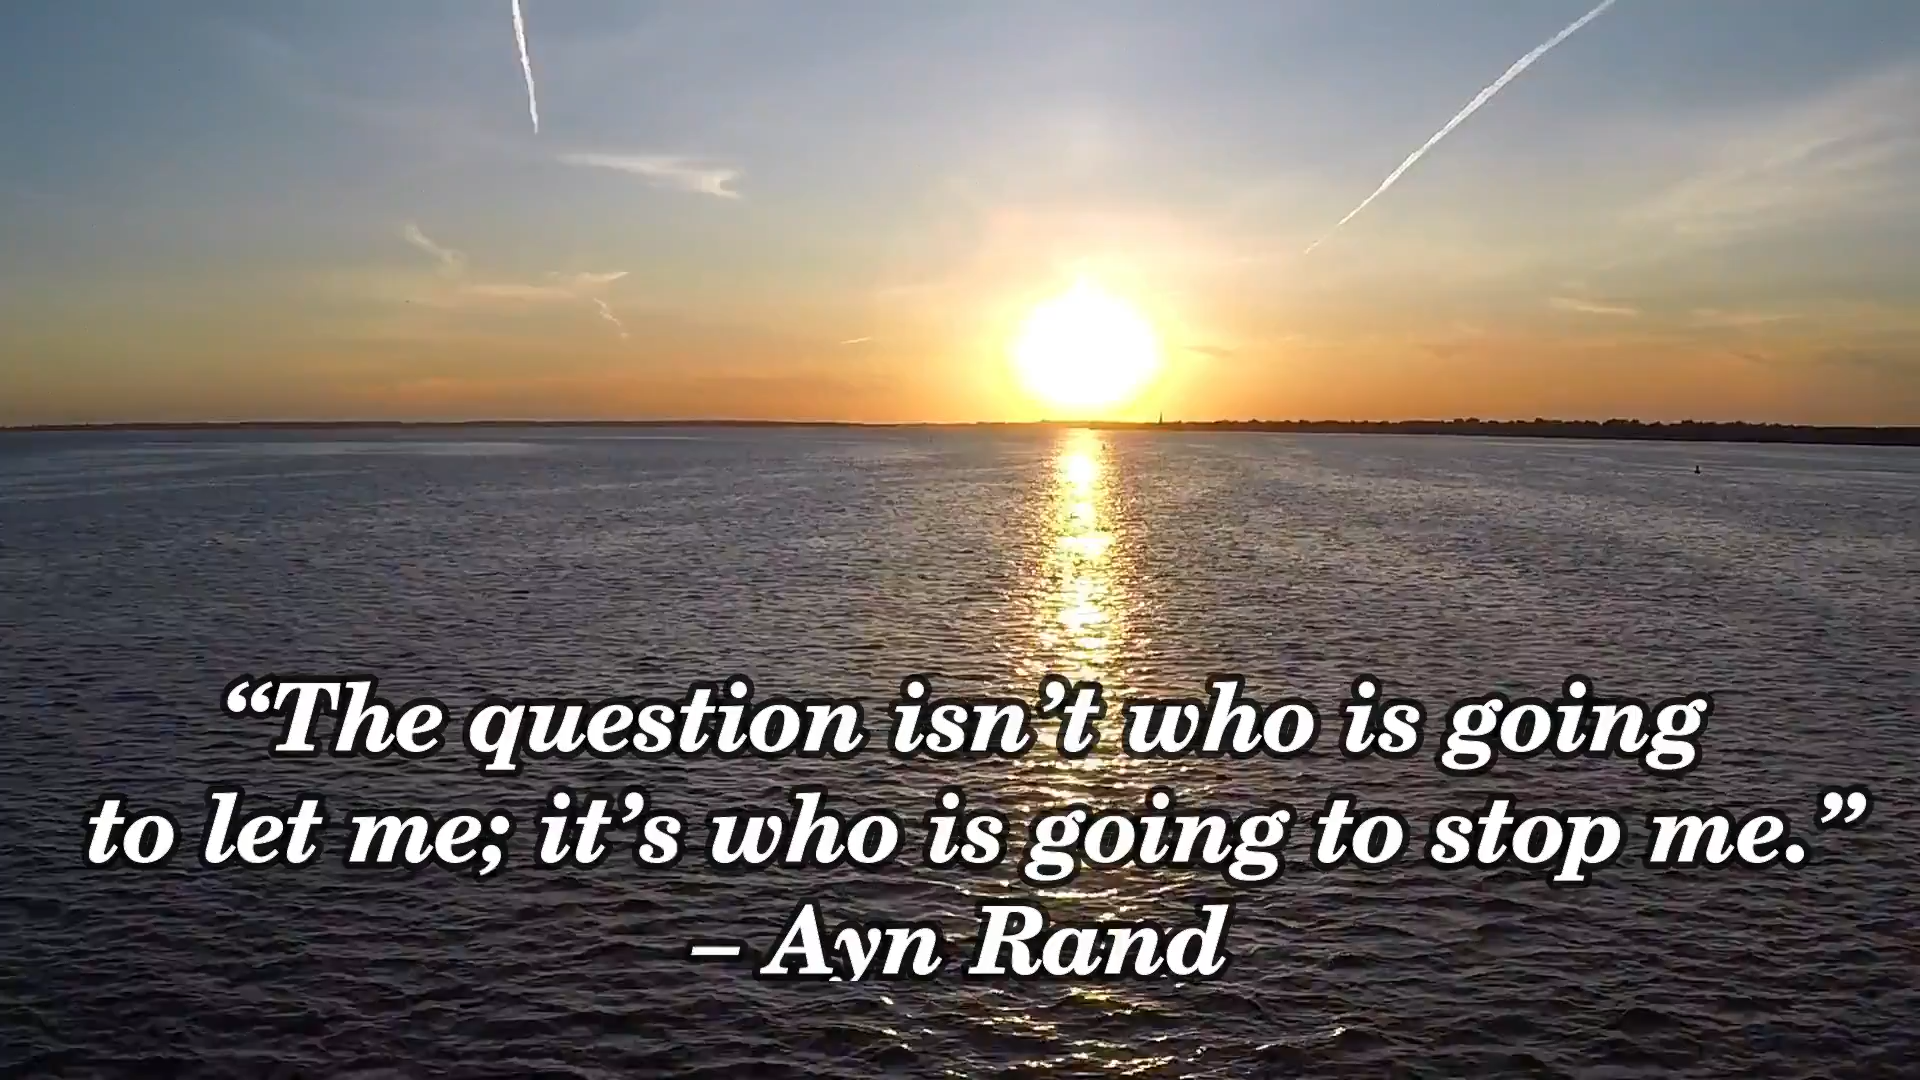 “The question isn’t who is going
to let me; it’s who is going to stop me.”
– Ayn Rand